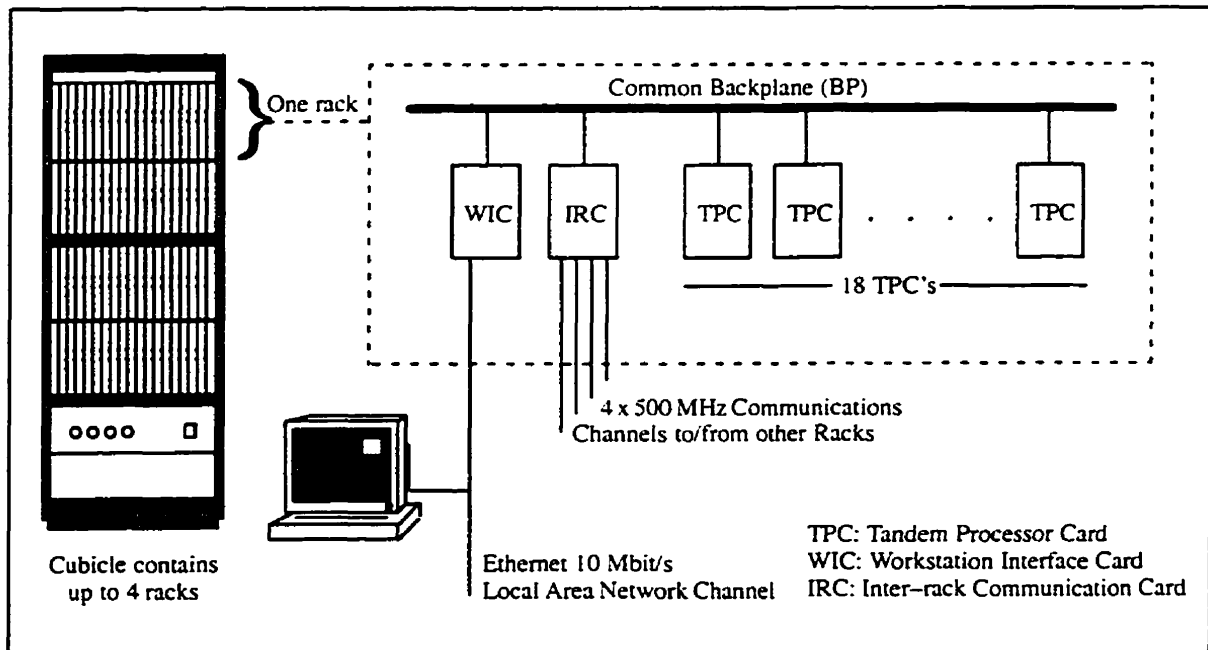 Common Backplane (BP)
One rack
WIC
IRC
TPC
TPC
. . . . .
TPC
18 TPC's
4 x 500 MHz Communications
Channels to/from other Racks
Cubicle contains
up to 4 racks
Ethernet 10 Mbit/s
Local Area Network Channel
TPC: Tandem Processor Card
WIC: Workstation Interface Card
IRC: Inter–rack Communication Card